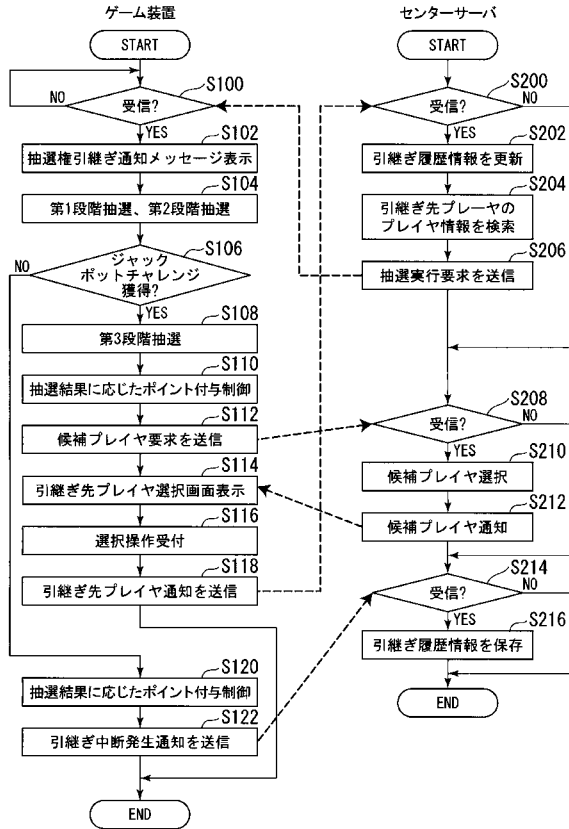 ゲーム装置
START
S100
受信?
NO
YES
S102
抽選権引継ぎ通知メッセージ表示
S104
第1段階抽選、第2段階抽選
S106
ジャック
ポットチャレンジ
獲得?
NO
YES
S108
第3段階抽選
S110
抽選結果に応じたポイント付与制御
S112
候補プレイヤ要求を送信
S114
引継ぎ先プレイヤ選択画面表示
S116
選択操作受付
S118
引継ぎ先プレイヤ通知を送信
S120
抽選結果に応じたポイント付与制御
S122
引継ぎ中断発生通知を送信
END
センターサーバ
START
S200
受信?
NO
YES
S202
引継ぎ履歴情報を更新
S204
引継ぎ先プレーヤの
プレイヤ情報を検索
S206
抽選実行要求を送信
S208
受信?
NO
YES
S210
候補プレイヤ選択
S212
候補プレイヤ通知
S214
受信?
NO
YES
S216
引継ぎ履歴情報を保存
END